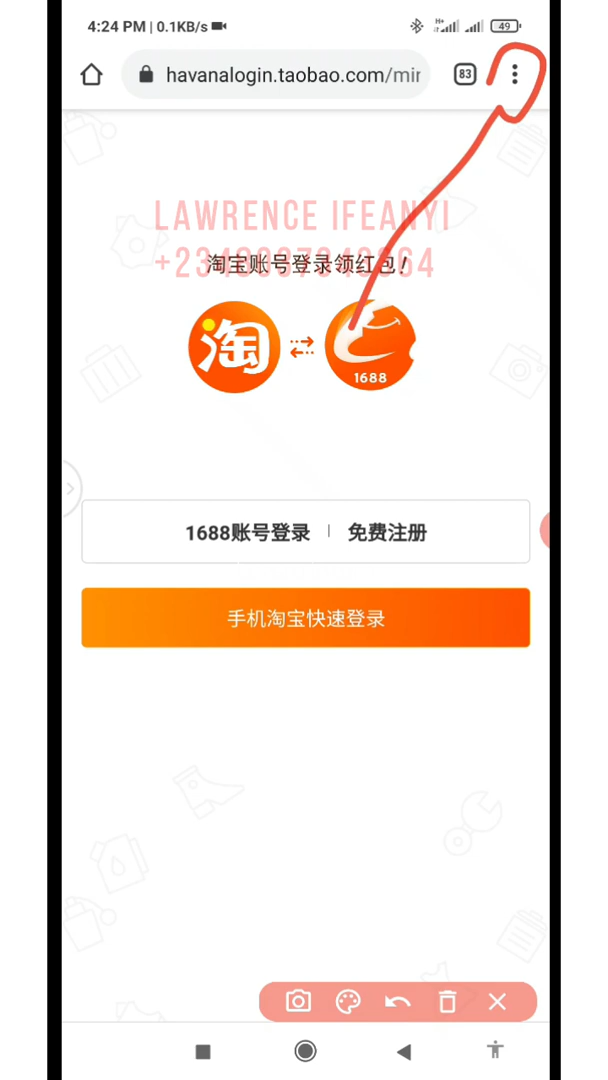 4:24 PM | 0.1KB/s
H+
49
havanalogin.taobao.com/mir
83
LAWRENCE IFEANYI
淘宝账号登录领红包!
淘
1688
1688账号登录 | 免费注册
手机淘宝快速登录